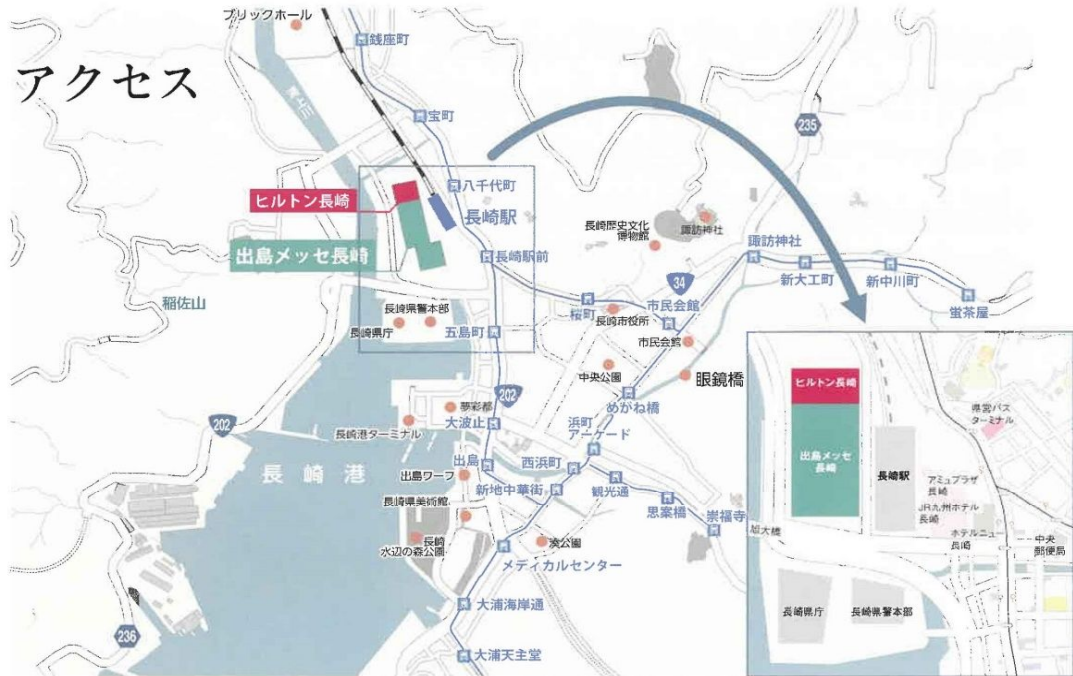 ブリックホール
銭座町
アクセス
宝町
235
八千代町
ヒルトン長崎
長崎駅
出島メッセ長崎
長崎歴史文化
博物館
諏訪神社
諏訪神社
長崎駅前
新大工町
新中川町
34
蛍茶屋
稲佐山
桜町
市民会館
長崎市役所
長崎県警本部
長崎県庁
五島町
市民会館
中央公園
眼鏡橋
202
めがね橋
夢彩都
202
大波止
長崎港ターミナル
浜町
アーケード
長崎港
出島
西浜町
出島ワーフ
観光通
新地中華街
思案橋
長崎県美術館
崇福寺
長崎
水辺の森公園
湊公園
メディカルセンター
大浦海岸通
236
大浦天主堂
ヒルトン長崎
県営バス
ターミナル
出島メッセ
長崎
長崎駅
アミュプラザ
長崎
JR九州ホテル
長崎
旭大橋
ホテルニュー
長崎
中央
郵便局
長崎県庁
長崎県警本部